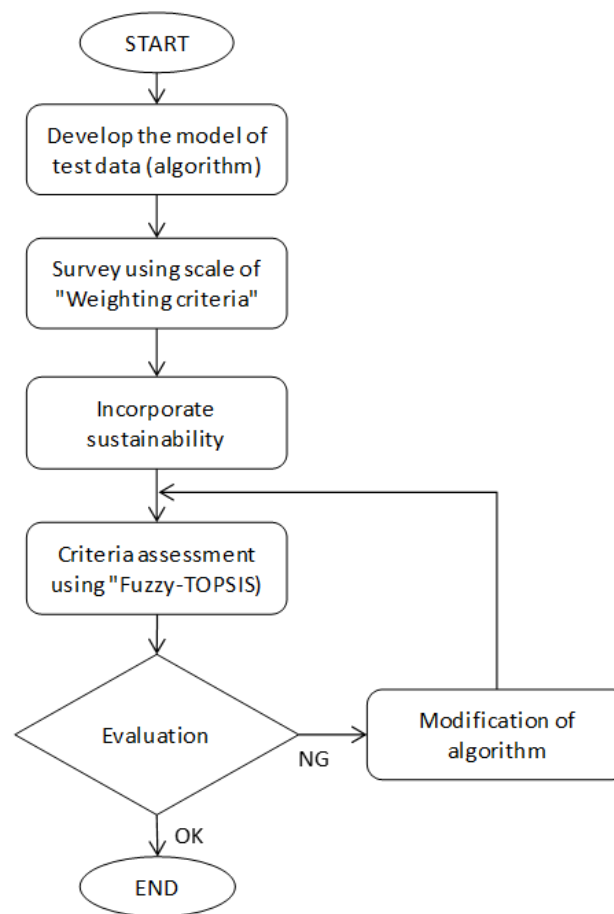 START
Develop the model of
test data (algorithm)
Survey using scale of
"Weighting criteria"
Incorporate
sustainability
Criteria assessment
using "Fuzzy-TOPSIS)
Evaluation
NG
Modification of
algorithm
OK
END